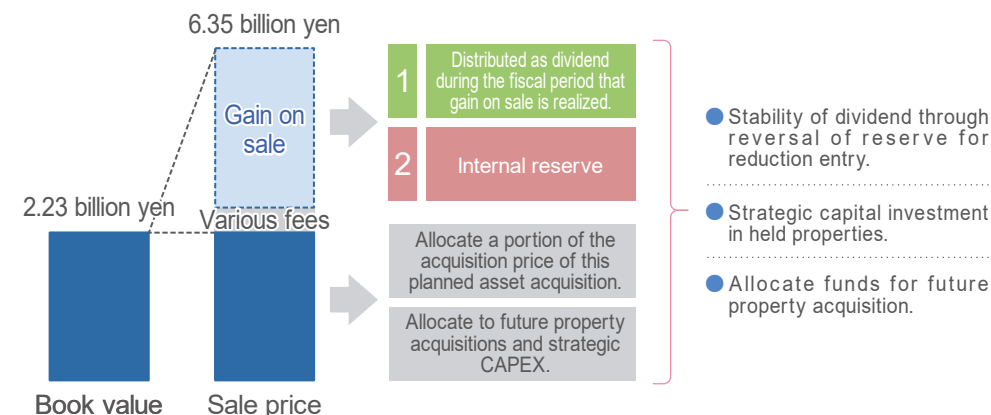 6.35 billion yen
Gain on
sale
2.23 billion yen
Various fees
Book value
Sale price
1
Distributed as dividend
during the fiscal period that
gain on sale is realized.
2
Internal reserve
Allocate a portion of the
acquisition price of this
planned asset acquisition.
Allocate to future property
acquisitions and strategic
CAPEX.
Stability of dividend through
reversal of reserve for
reduction entry.
Strategic capital investment
in held properties.
Allocate funds for future
property acquisition.